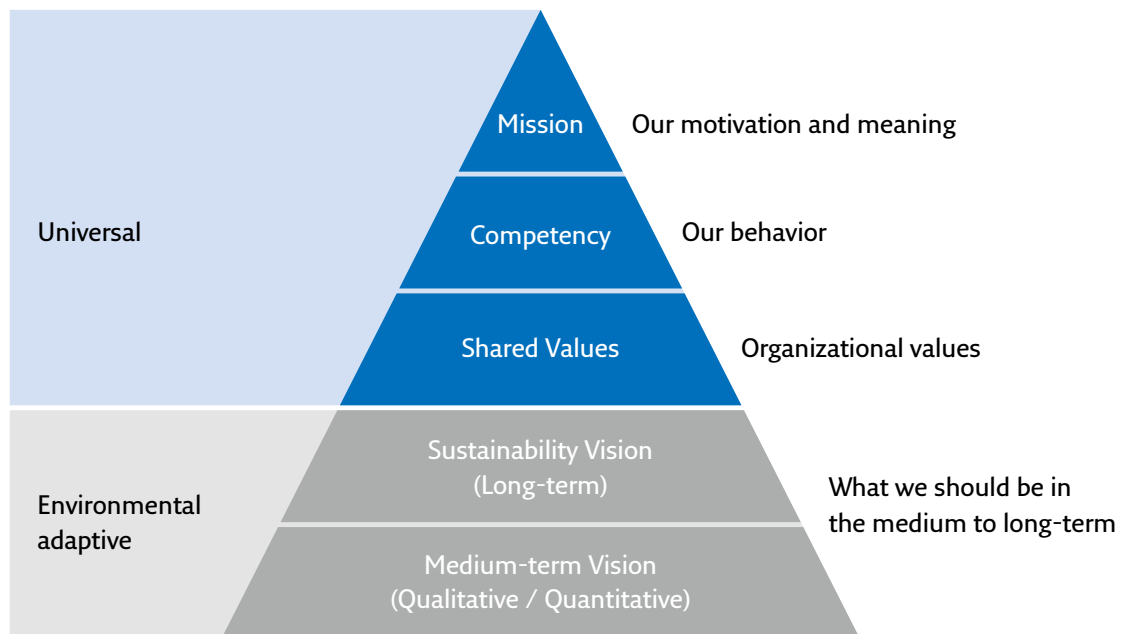 Mission
Our motivation and meaning
Universal
Competency
Our behavior
Shared Values
Organizational values
Sustainability Vision
(Long-term)
Environmental
adaptive
What we should be in
the medium to long-term
Medium-term Vision
(Qualitative / Quantitative)